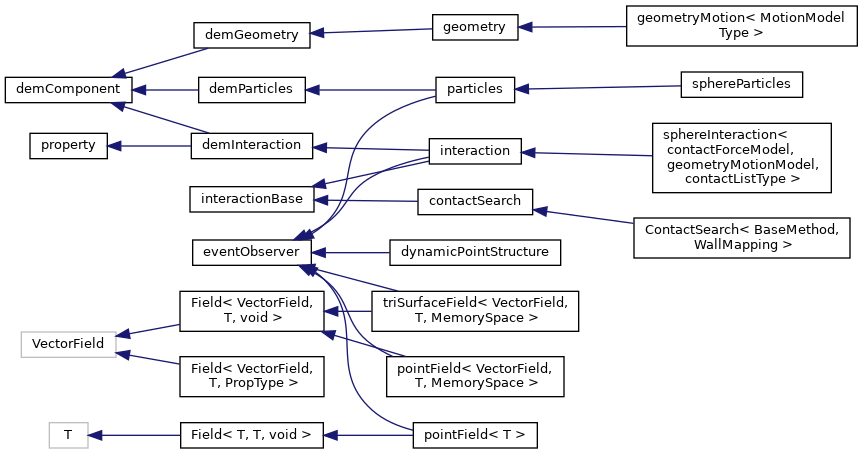 demComponent
property
VectorField
T
demGeometry
demParticles
demInteraction
interactionBase
eventObserver
Field< VectorField,
T, void >
Field< VectorField,
T, PropType >
Field< T, T, void >
geometry
particles
interaction
contactSearch
dynamicPointStructure
triSurfaceField< VectorField,
T, MemorySpace >
pointField< VectorField,
T, MemorySpace >
pointField< T >
geometryMotion< MotionModel
Type >
sphereParticles
sphereInteraction<
contactForceModel,
geometryMotionModel,
contactListType >
ContactSearch< BaseMethod,
WallMapping >